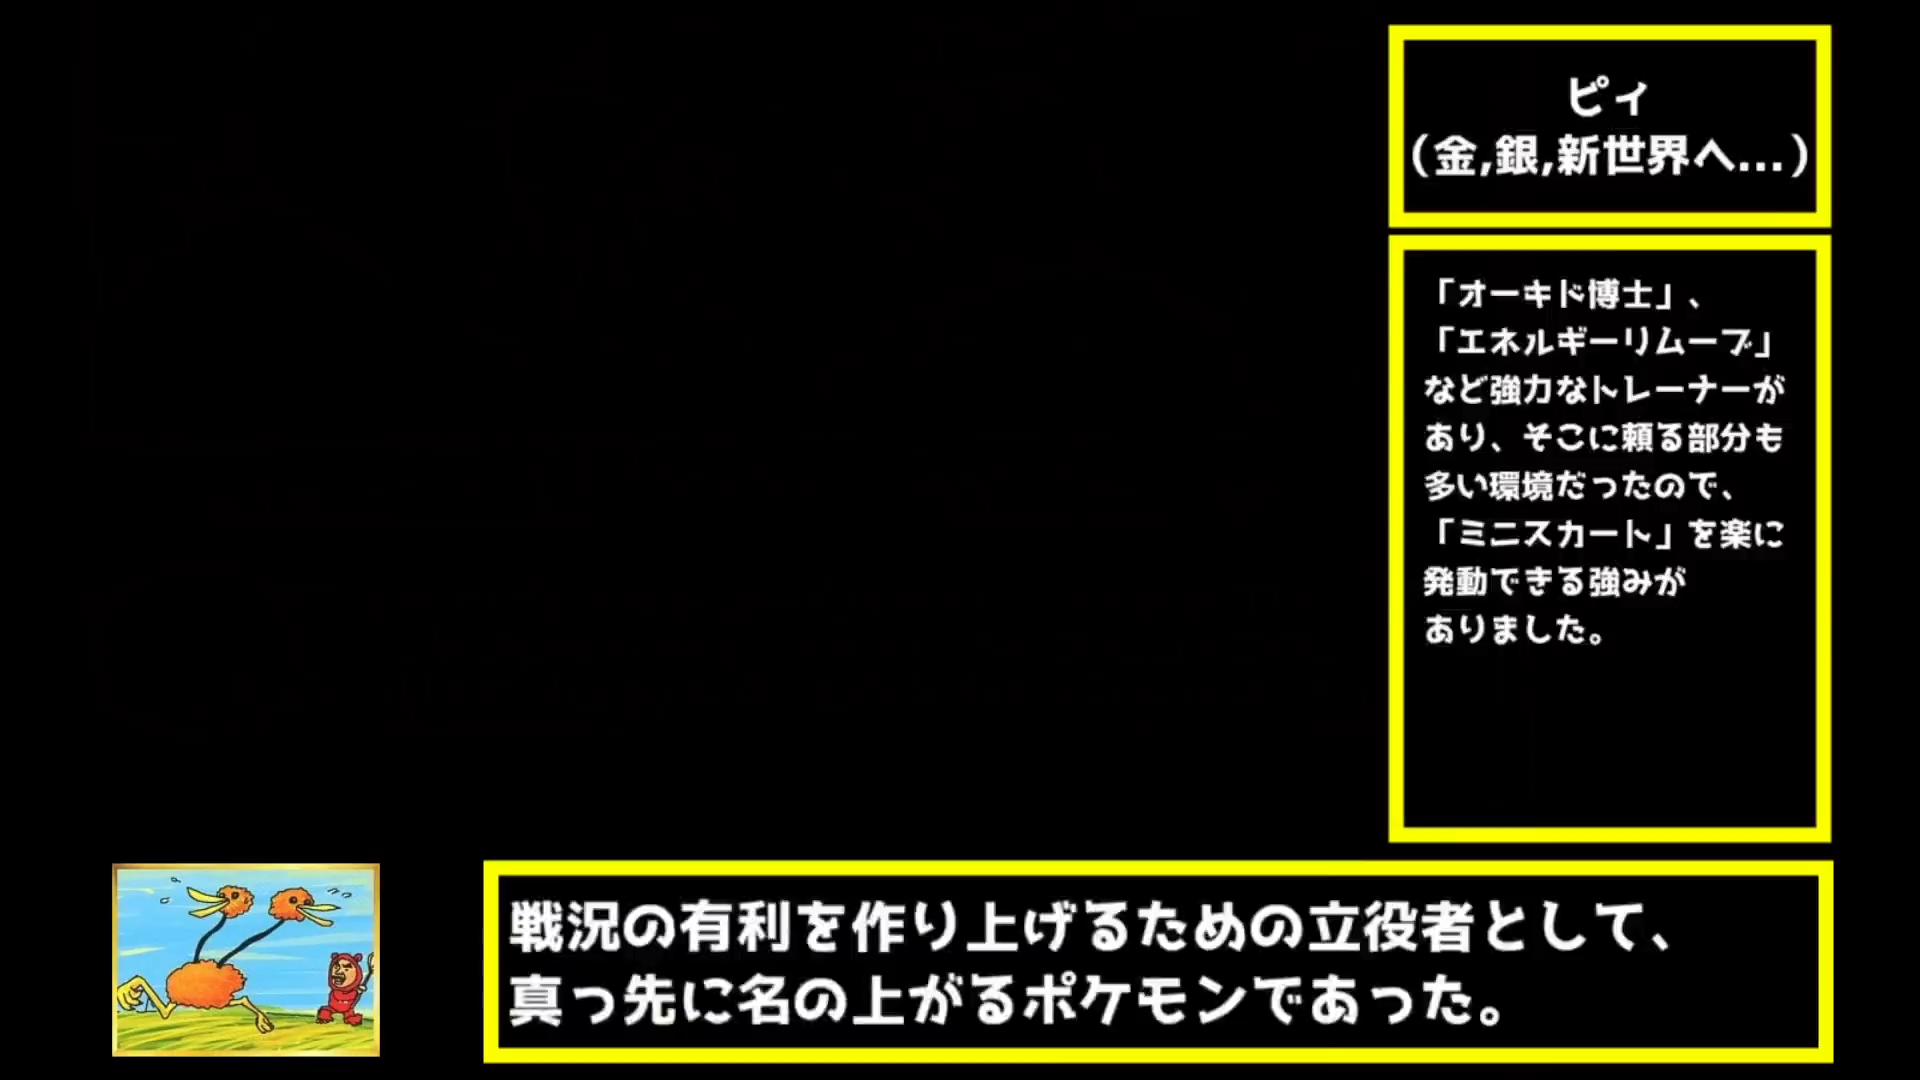 ピィ
(金,銀,新世界へ...)
「オーキド博士」、
「エネルギーリムーブ」
など強力なトレーナーが
あり、そこに頼る部分も
多い環境だったので、
「ミニスカート」を楽に
発動できる強みが
ありました。
戦況の有利を作り上げるための立役者として、
真っ先に名の上がるポケモンであった。